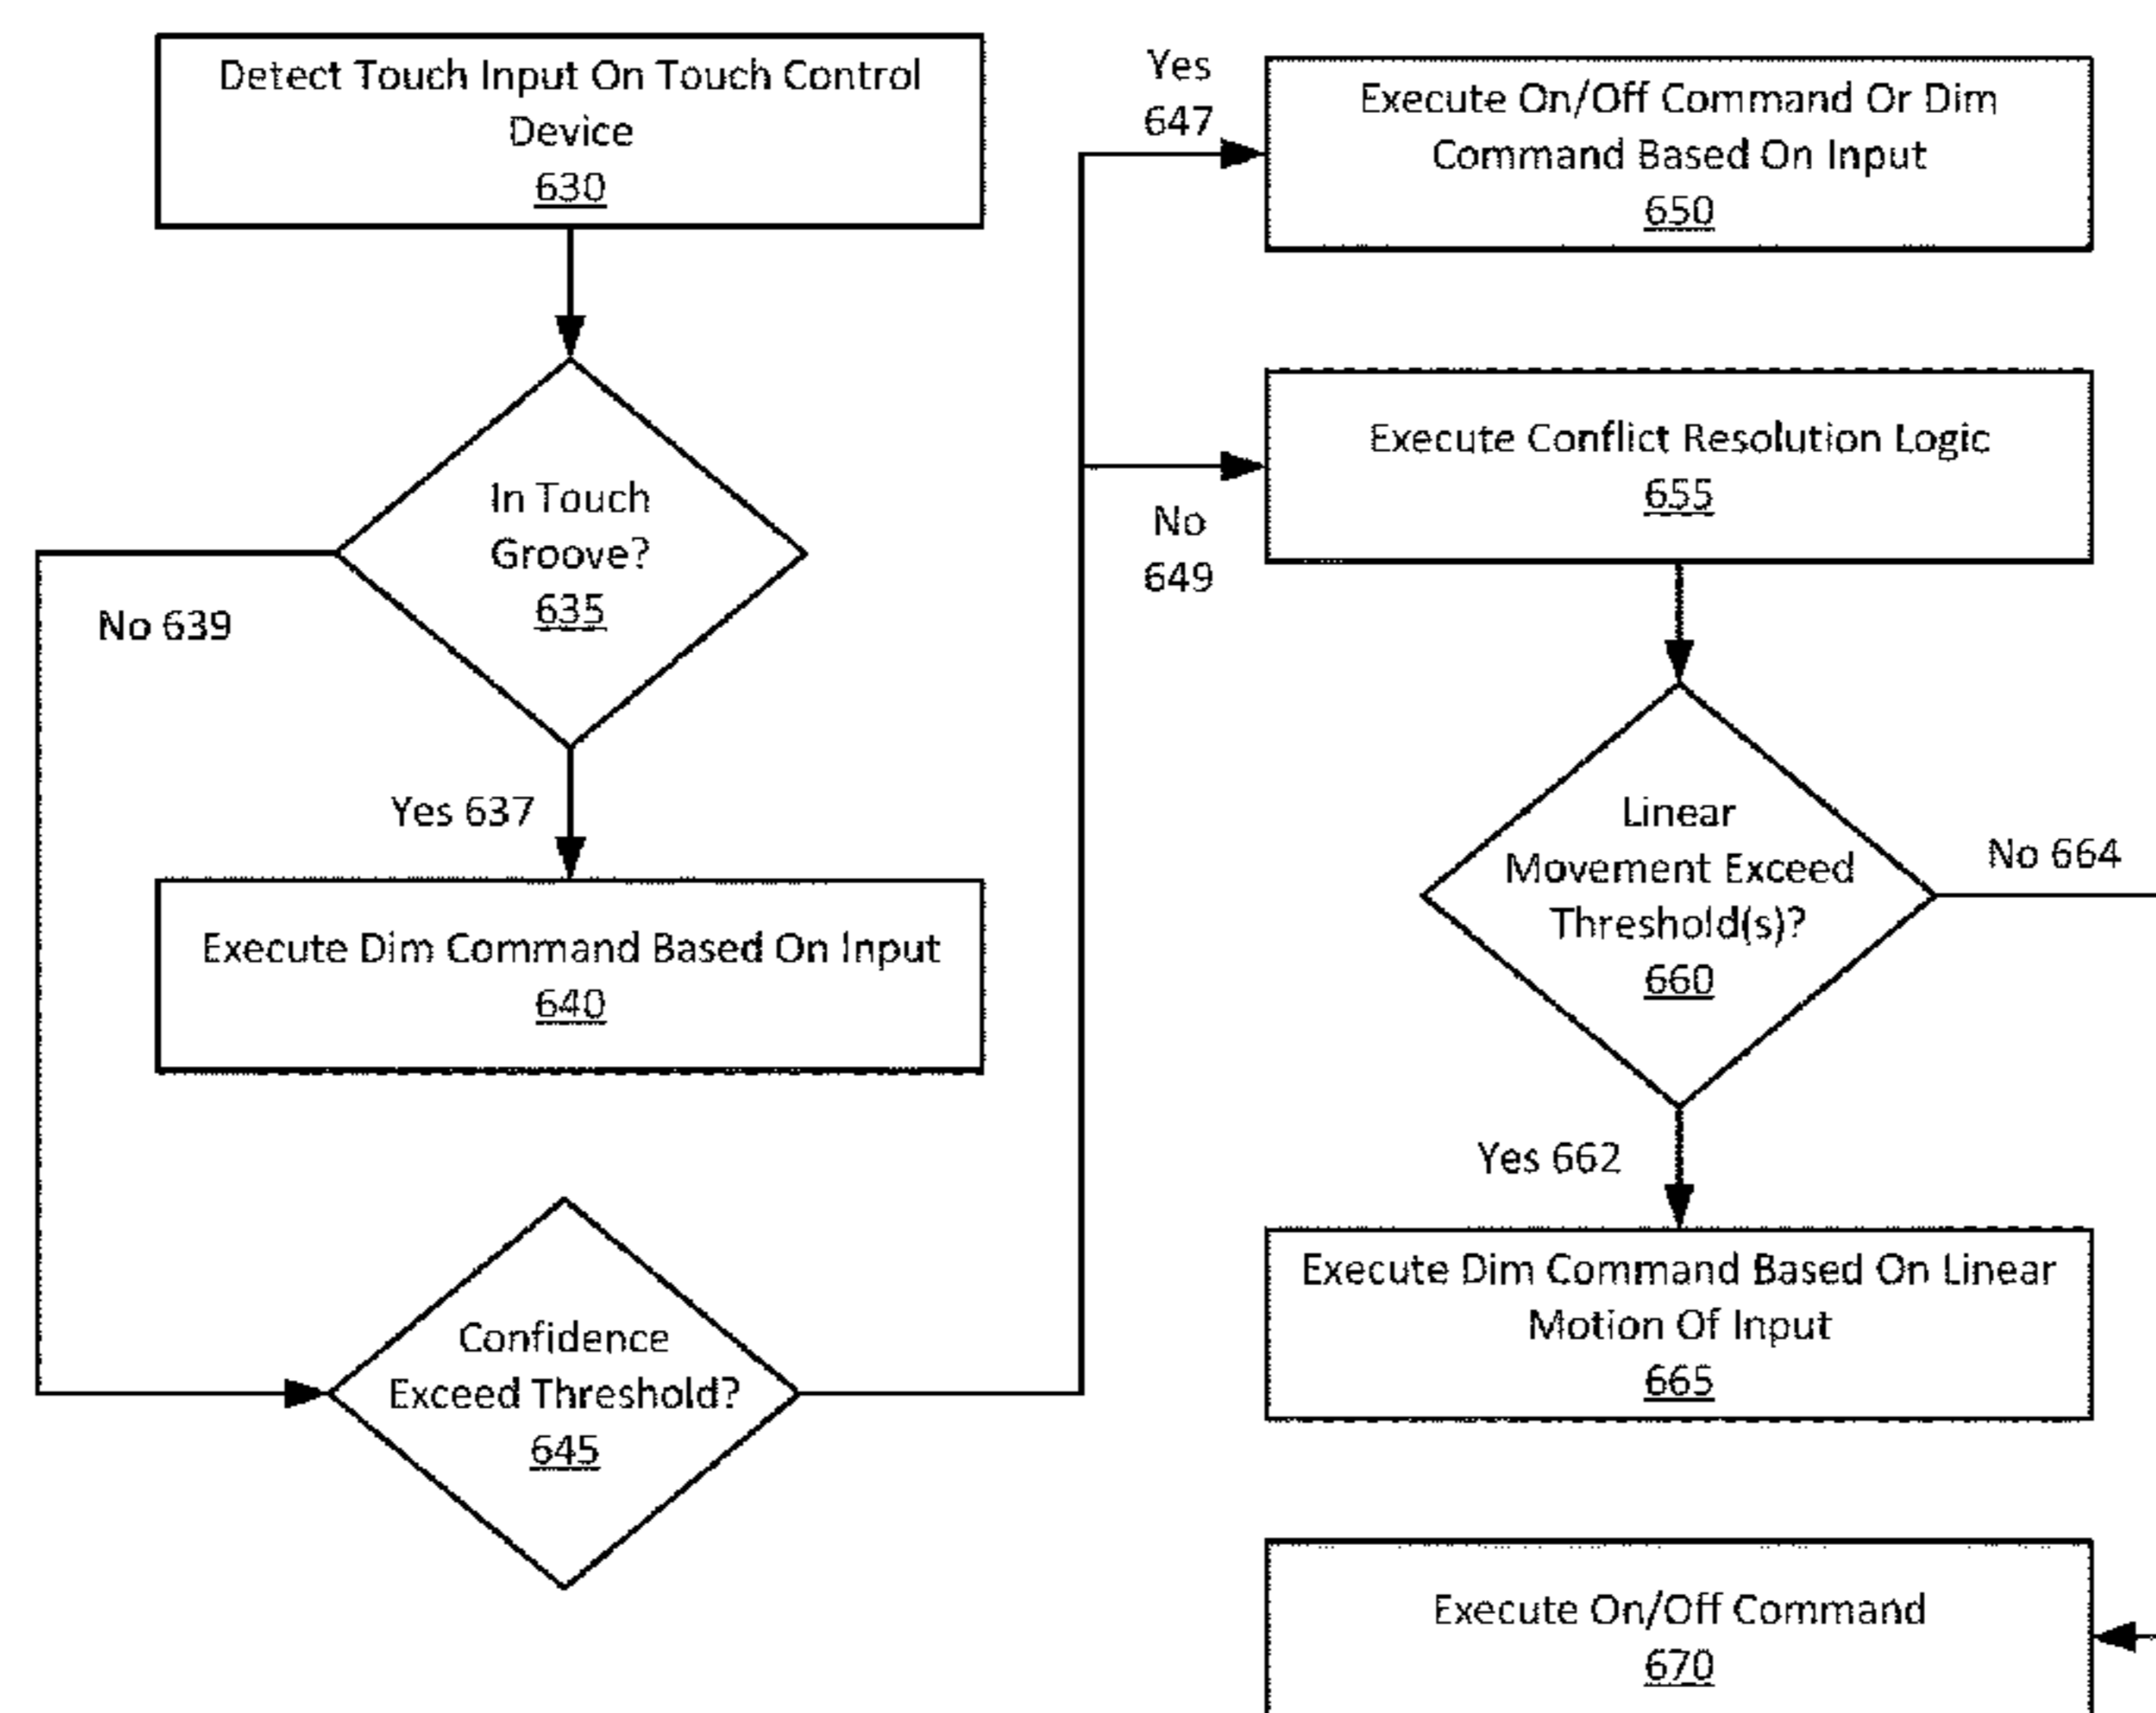 Detect Touch Input On Touch Control
Device
630
In Touch
Groove?
635
No 639
Yes 637
Execute Dim Command Based On Input
640
Confidence
Exceed Threshold?
645
Yes
647
Execute On/Off Command Or Dim
Command Based On Input
650
No
649
Execute Conflict Resolution Logic
655
Linear
Movement Exceed
Threshold(s)?
660
No 664
Yes 662
Execute Dim Command Based On Linear
Motion Of Input
665
Execute On/Off Command
670